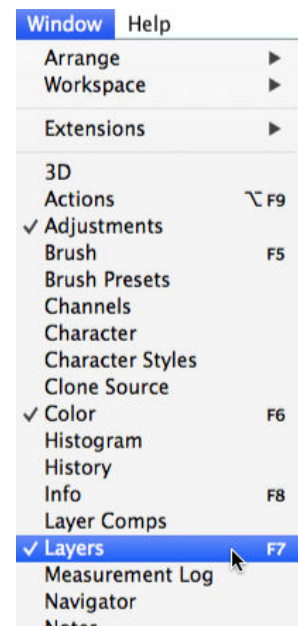 Window Help
Arrange ▶
Workspace ▶
Extensions ▶
3D
Actions ⌥ F9
✓ Adjustments
Brush F5
Brush Presets
Channels
Character
Character Styles
Clone Source
✓ Color F6
Histogram
History
Info F8
Layer Comps
✓ Layers F7
Measurement Log
Navigator
Notes